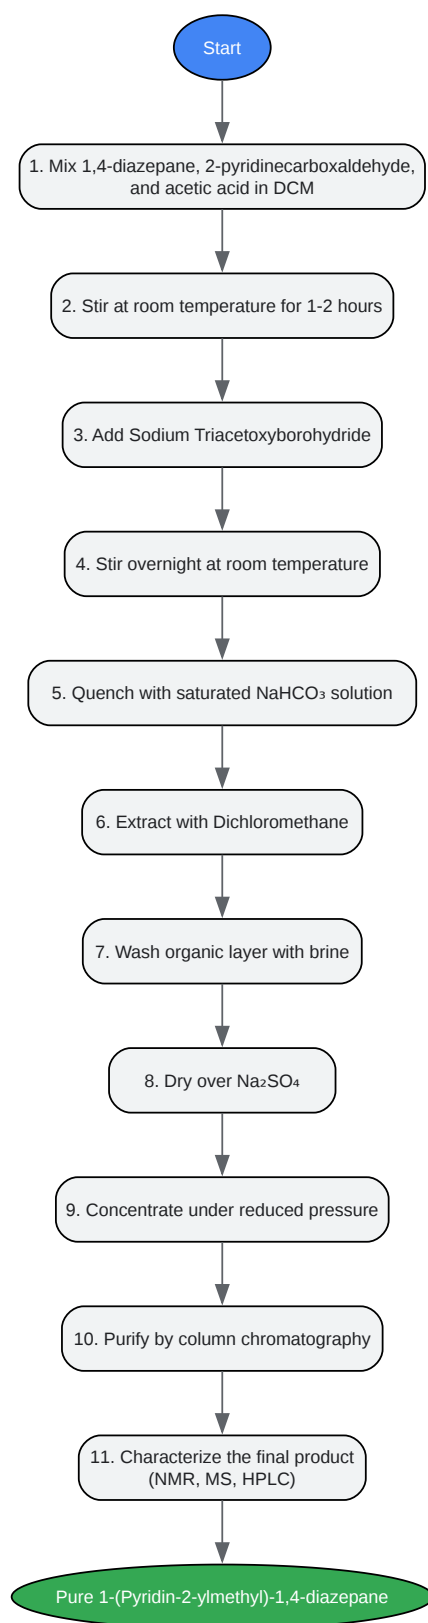 Start
1. Mix 1,4-diazepane, 2-pyridinecarboxaldehyde,
and acetic acid in DCM
2. Stir at room temperature for 1-2 hours
3. Add Sodium Triacetoxyborohydride
4. Stir overnight at room temperature
5. Quench with saturated NaHCO₃ solution
6. Extract with Dichloromethane
7. Wash organic layer with brine
8. Dry over Na₂SO₄
9. Concentrate under reduced pressure
10. Purify by column chromatography
11. Characterize the final product
(NMR, MS, HPLC)
Pure 1-(Pyridin-2-ylmethyl)-1,4-diazepane